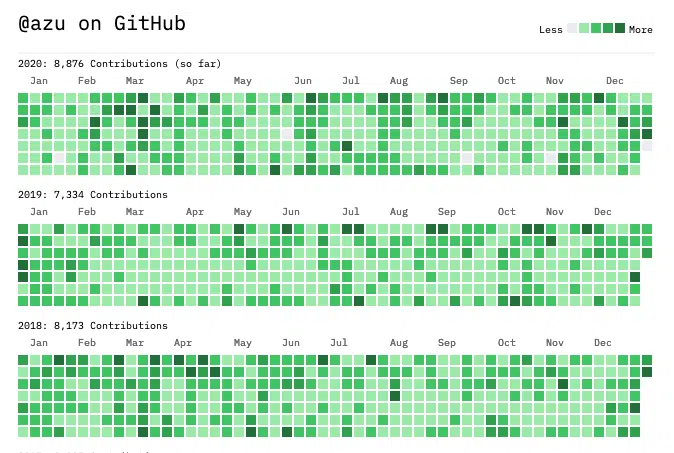 @azu on GitHub
Less More
2020: 8,876 Contributions (so far)
Jan Feb Mar Apr May Jun Jul Aug Sep Oct Nov Dec
2019: 7,334 Contributions
Jan Feb Mar Apr May Jun Jul Aug Sep Oct Nov Dec
2018: 8,173 Contributions
Jan Feb Mar Apr May Jun Jul Aug Sep Oct Nov Dec